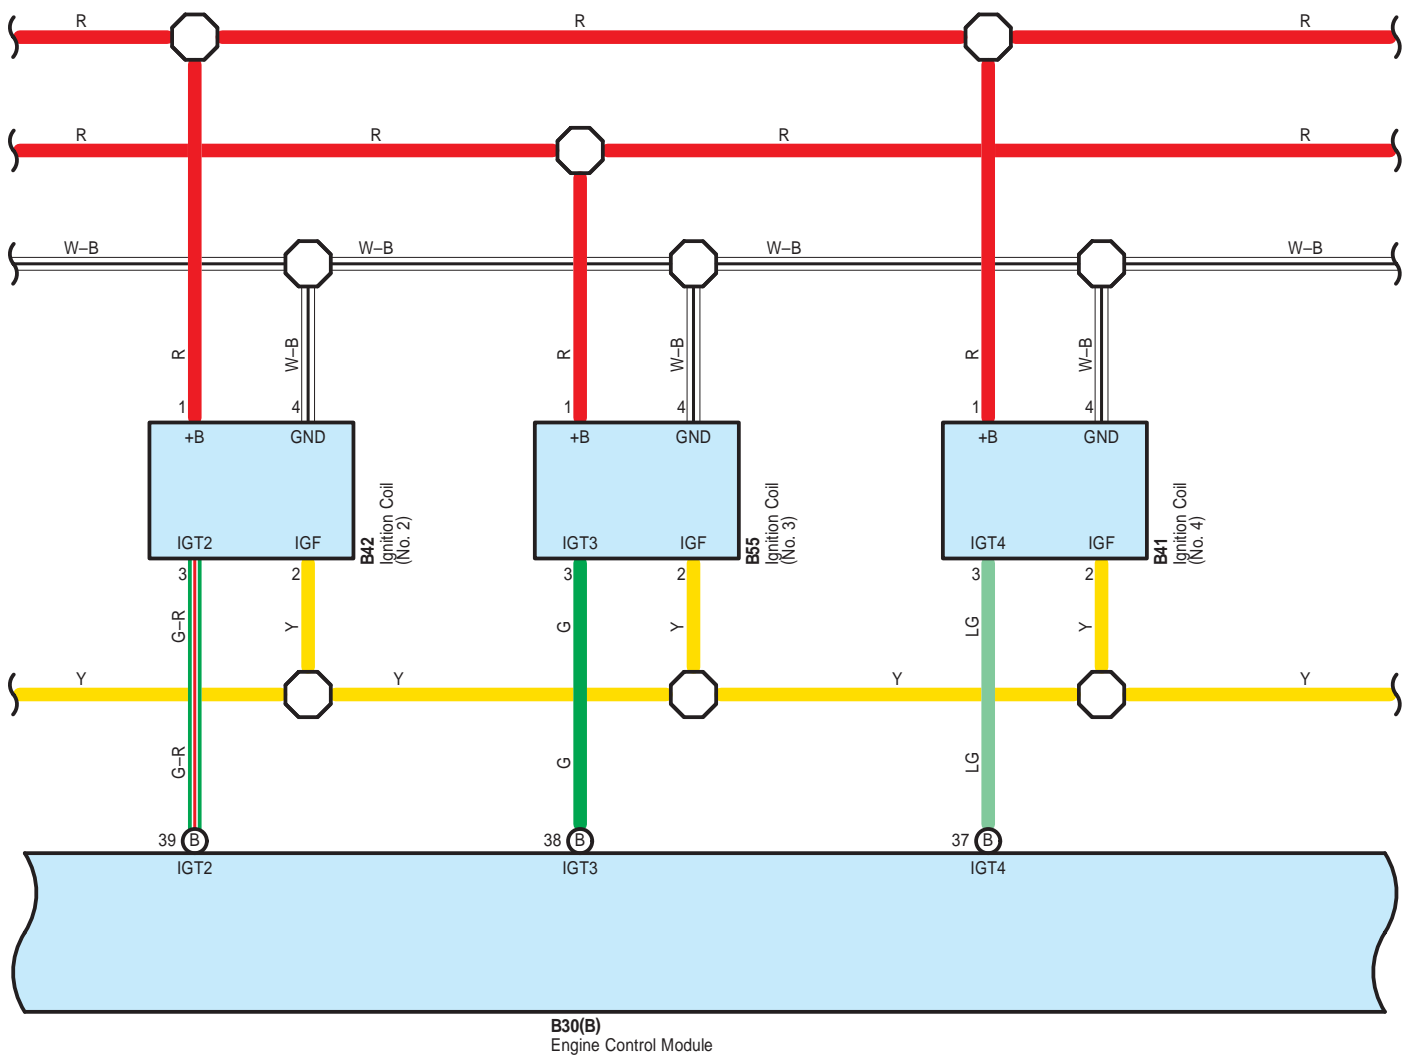 R R R
R R R R
W–B W–B W–B W–B
R W–B R W–B R W–B
1 4 1 4 1 4
+B GND +B GND +B GND
B42
Ignition Coil
(No. 2)
B55
Ignition Coil
(No. 3)
B41
Ignition Coil
(No. 4)
IGT2 IGF IGT3 IGF IGT4 IGF
3 2 3 2 3 2
G–R Y G Y LG Y
Y Y Y Y
G–R G LG
39 B 38 B 37 B
IGT2 IGT3 IGT4
B30(B)
Engine Control Module